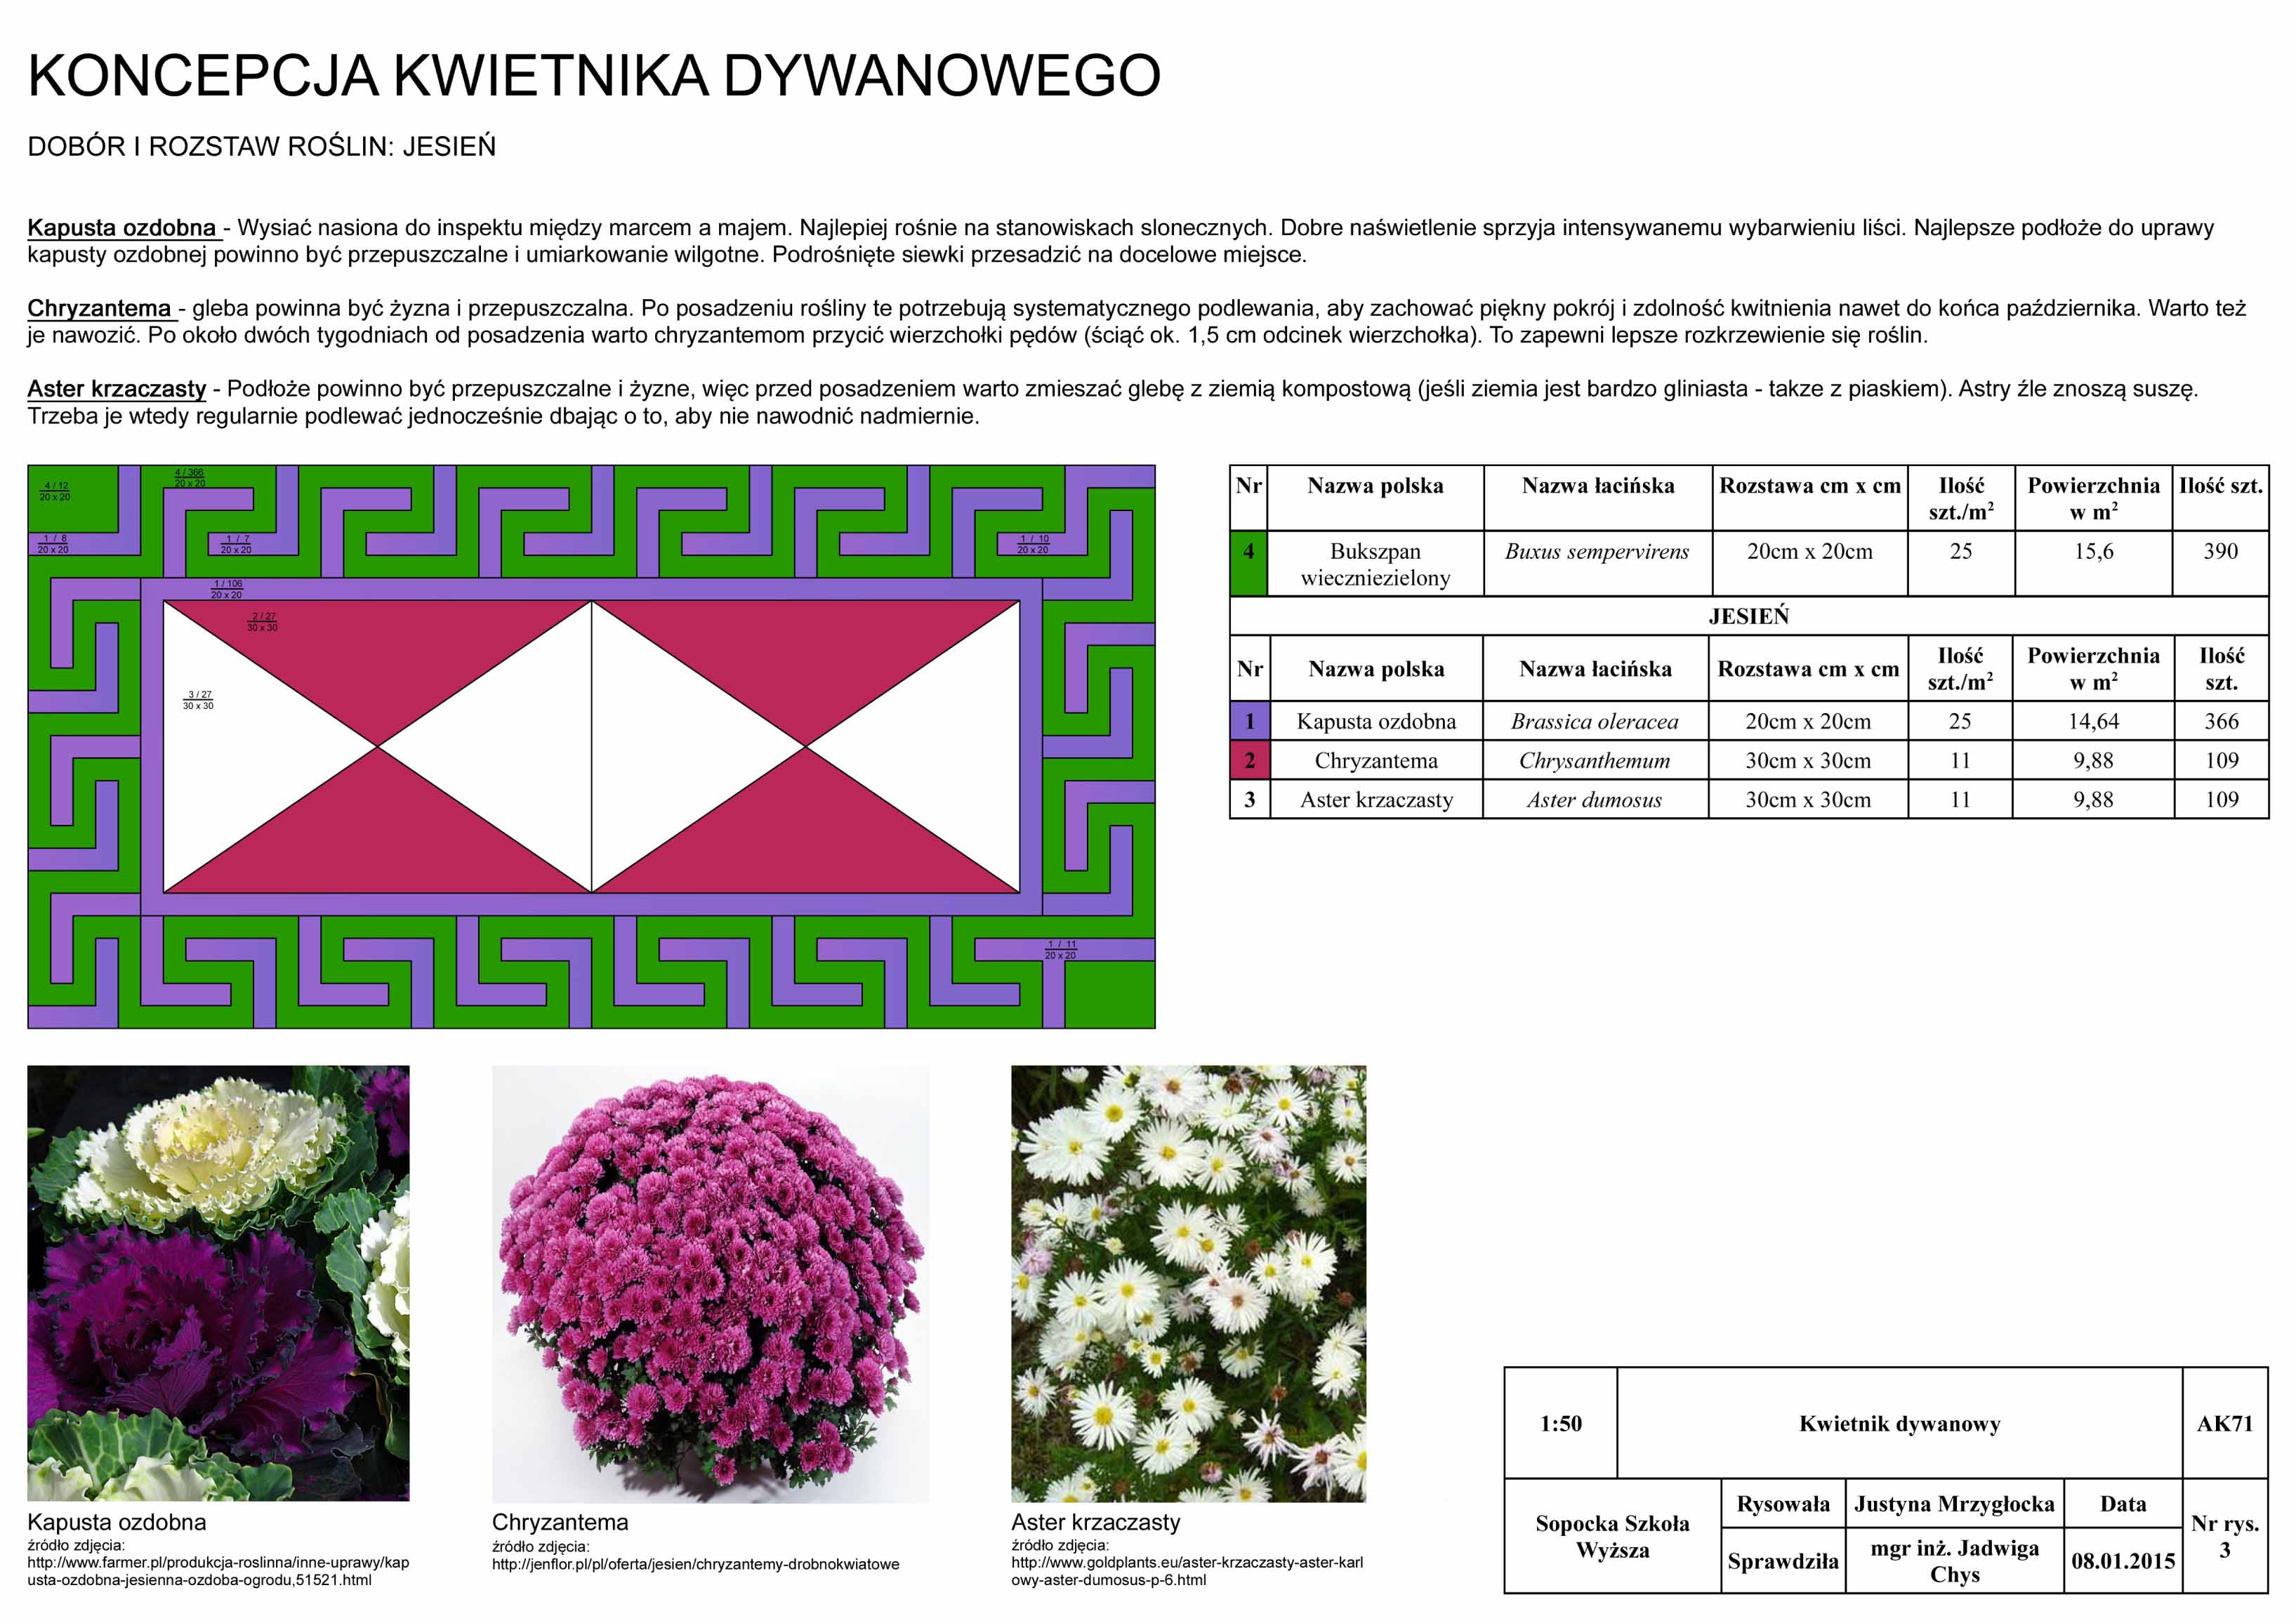 KONCEPCJA KWIETNIKA DYWANOWEGO
DOBÓR I ROZSTAW ROŚLIN: JESIEŃ
Kapusta ozdobna - Wysiać nasiona do inspektu między marcem a majem. Najlepiej rośnie na stanowiskach slonecznych. Dobre naświetlenie sprzyja intensywanemu wybarwieniu liści. Najlepsze podłoże do uprawy
kapusty ozdobnej powinno być przepuszczalne i umiarkowanie wilgotne. Podrośnięte siewki przesadzić na docelowe miejsce.
Chryzantema - gleba powinna być żyzna i przepuszczalna. Po posadzeniu rośliny te potrzebują systematycznego podlewania, aby zachować piękny pokrój i zdolność kwitnienia nawet do końca października. Warto też
je nawozić. Po około dwóch tygodniach od posadzenia warto chryzantemom przycić wierzchołki pędów (ściąć ok. 1,5 cm odcinek wierzchołka). To zapewni lepsze rozkrzewienie się roślin.
Aster krzaczasty - Podłoże powinno być przepuszczalne i żyzne, więc przed posadzeniem warto zmieszać glebę z ziemią kompostową (jeśli ziemia jest bardzo gliniasta - takze z piaskiem). Astry źle znoszą suszę.
Trzeba je wtedy regularnie podlewać jednocześnie dbając o to, aby nie nawodnić nadmiernie.
4 / 12
20 x 20
4 / 366
20 x 20
1 / 8
20 x 20
1 / 7
20 x 20
1 / 10
20 x 20
1 / 106
20 x 20
2 / 27
30 x 30
3 / 27
30 x 30
1 / 11
20 x 20
Nr Nazwa polska Nazwa łacińska Rozstawa cm x cm Ilość szt./m² Powierzchnia w m² Ilość szt.
4 Bukszpan wieczniezielony Buxus sempervirens 20cm x 20cm 25 15,6 390
JESIEŃ
Nr Nazwa polska Nazwa łacińska Rozstawa cm x cm Ilość szt./m² Powierzchnia w m² Ilość szt.
1 Kapusta ozdobna Brassica oleracea 20cm x 20cm 25 14,64 366
2 Chryzantema Chrysanthemum 30cm x 30cm 11 9,88 109
3 Aster krzaczasty Aster dumosus 30cm x 30cm 11 9,88 109
Kapusta ozdobna
źródło zdjęcia:
http://www.farmer.pl/produkcja-roslinna/inne-uprawy/kap
usta-ozdobna-jesienna-ozdoba-ogrodu,51521.html
Chryzantema
źródło zdjęcia:
http://jenflor.pl/pl/oferta/jesien/chryzantemy-drobnokwiatowe
Aster krzaczasty
źródło zdjęcia:
http://www.goldplants.eu/aster-krzaczasty-aster-karl
owy-aster-dumosus-p-6.html
1:50 Kwietnik dywanowy AK71
Sopocka Szkoła Wyższa
Rysowała Justyna Mrzygłocka Data
Sprawdziła mgr inż. Jadwiga Chys 08.01.2015
Nr rys. 3